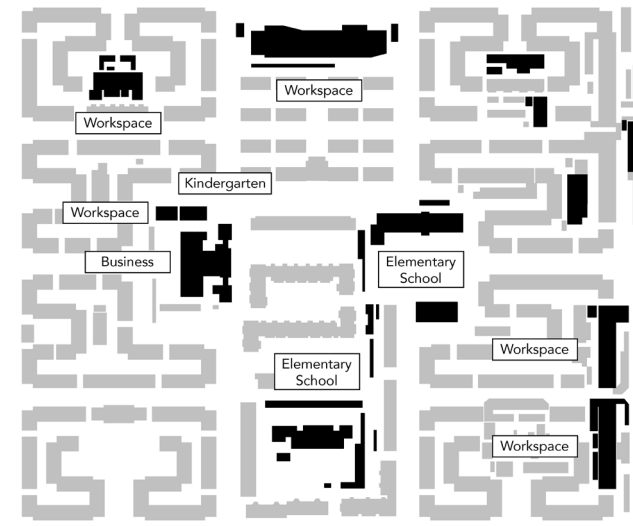 Workspace
Workspace
Kindergarten
Workspace
Business
Elementary
School
Elementary
School
Workspace
Workspace